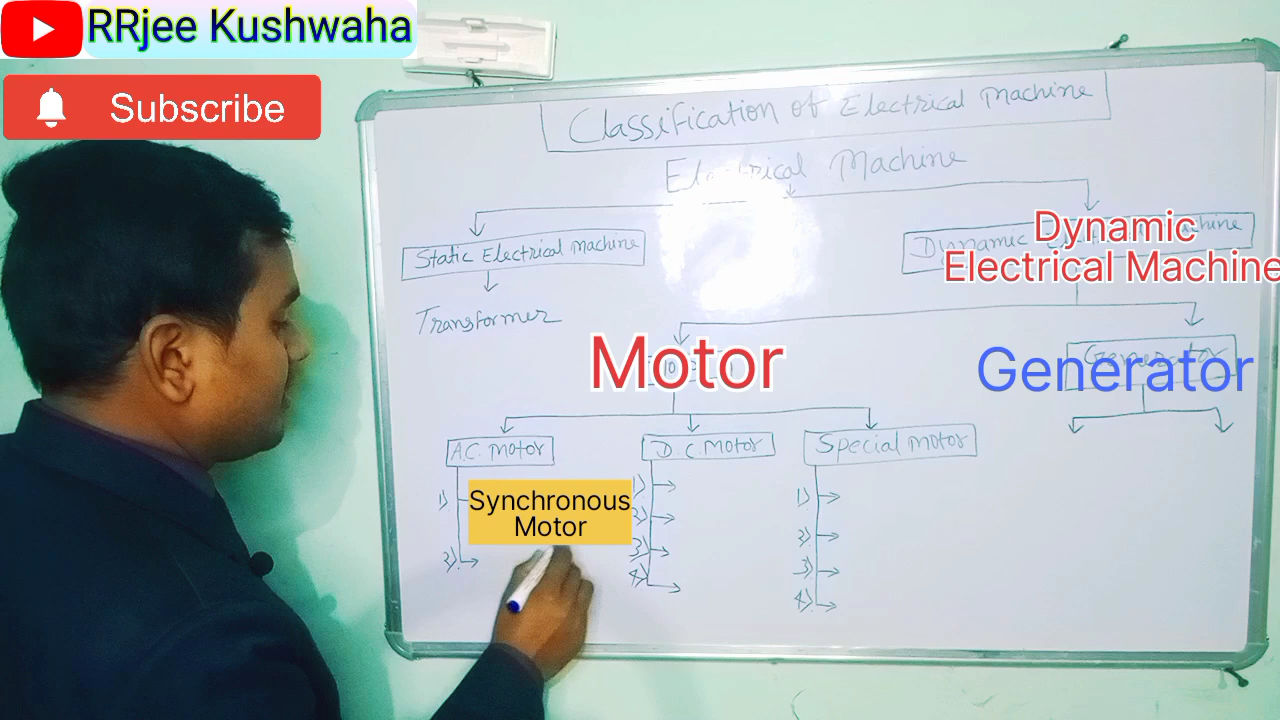 RRjee Kushwaha
Subscribe
Classification of Electrical Machine
Electrical Machine
Static Electrical machine
Dynamic
Electrical Machine
Transformer
Motor
Generator
A.C. Motor
D.C. Motor
Special Motor
1)
Synchronous
Motor
2)
1)
2)
3)
4)
1)
2)
3)
4)